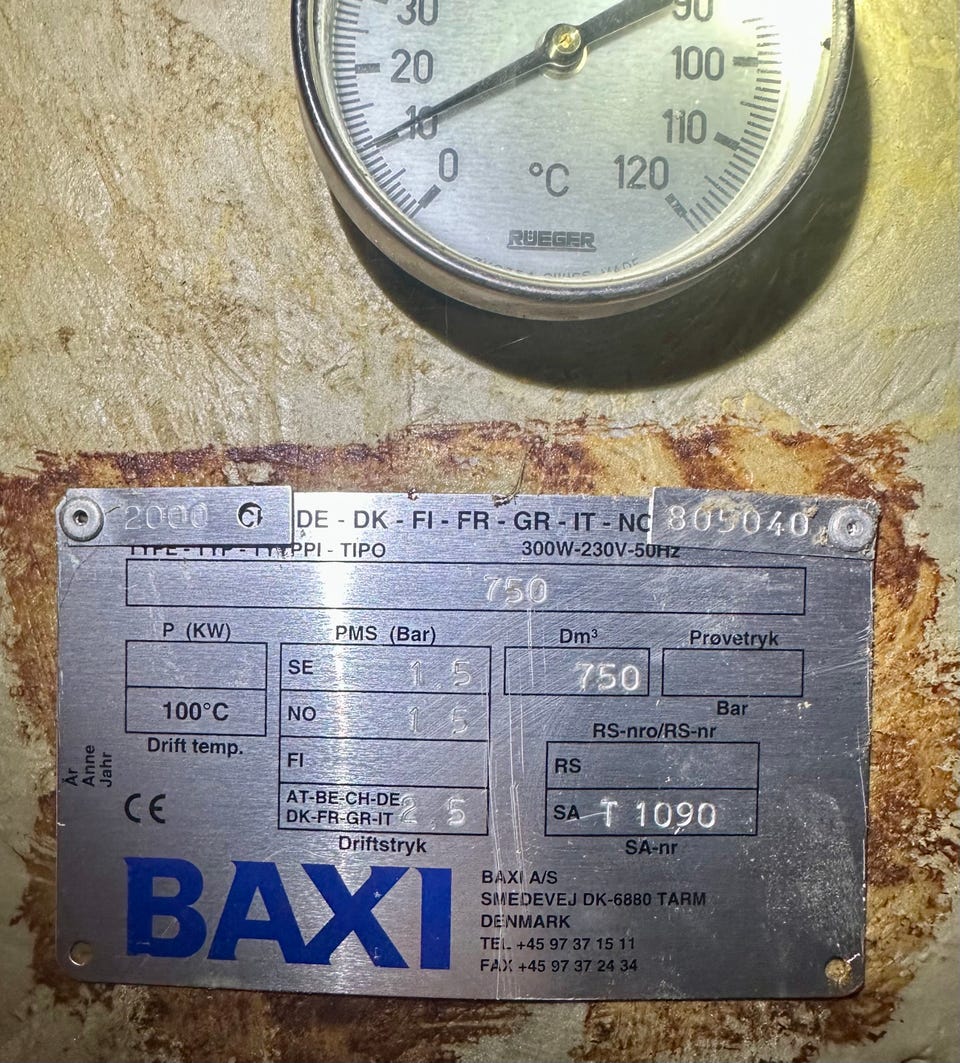 30
90
20
100
10
110
0
°C
120
RÜEGER
SWISS MADE
2000
DE - DK - FI - FR - GR - IT - NO
805040
TIPO
300W-230V-50Hz
750
P (KW)
PMS (Bar)
Dm³
Prøvetryk
SE 1 5
750
NO 1 5
Bar
100°C
RS-nro/RS-nr
Drift temp.
FI
RS
År
Anne
Jahr
AT-BE-CH-DE
DK-FR-GR-IT 2 5
SA T 1090
CE
Driftstryk
SA-nr
BAXI
BAXI A/S
SMEDEVEJ DK-6880 TARM
DENMARK
TEL +45 97 37 15 11
FAX +45 97 37 24 34